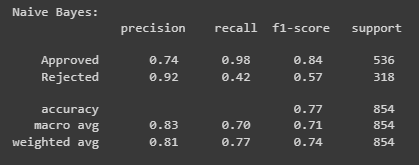 Naive Bayes:
precision recall f1-score support
Approved 0.74 0.98 0.84 536
Rejected 0.92 0.42 0.57 318
accuracy 0.77 854
macro avg 0.83 0.70 0.71 854
weighted avg 0.81 0.77 0.74 854